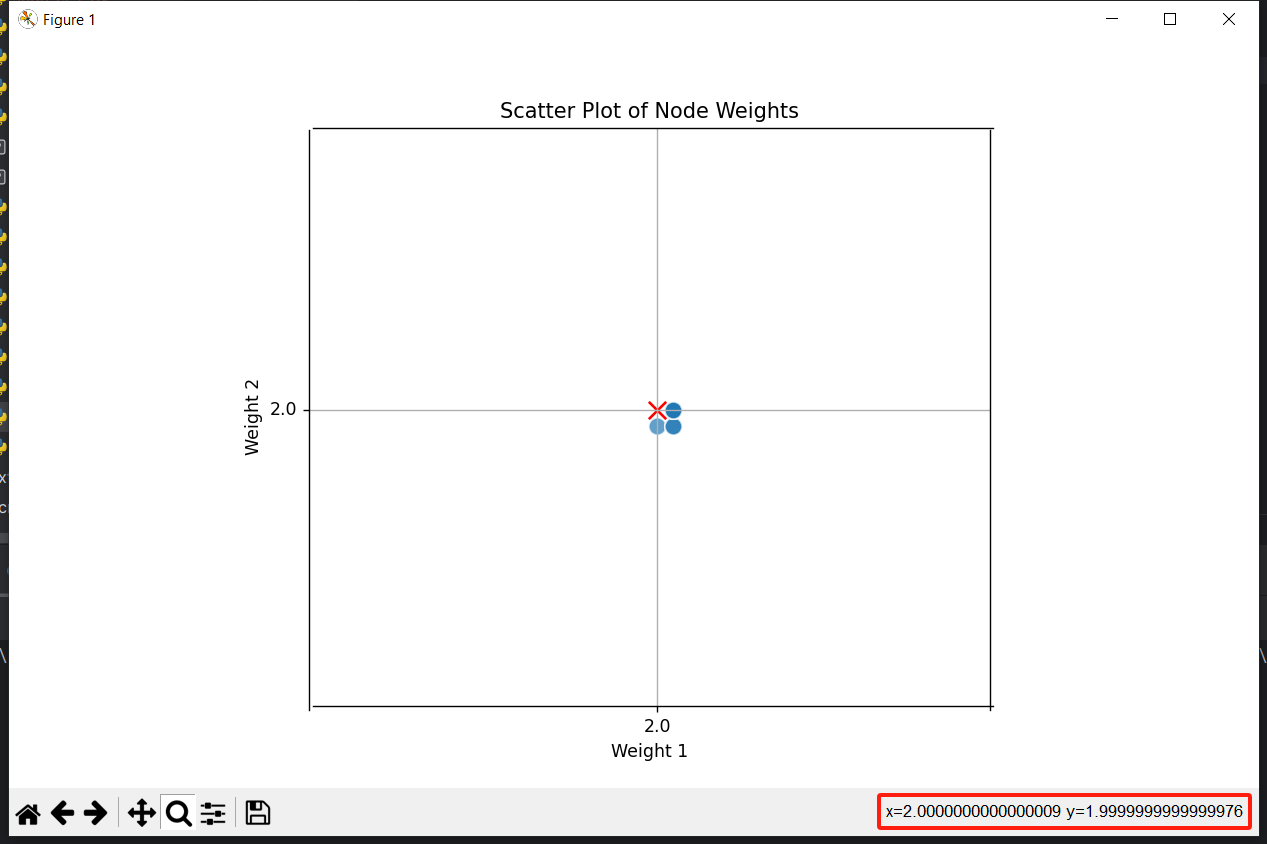 Figure 1
Scatter Plot of Node Weights
Weight 2
2.0
2.0
Weight 1
x=2.0000000000000009 y=1.9999999999999976